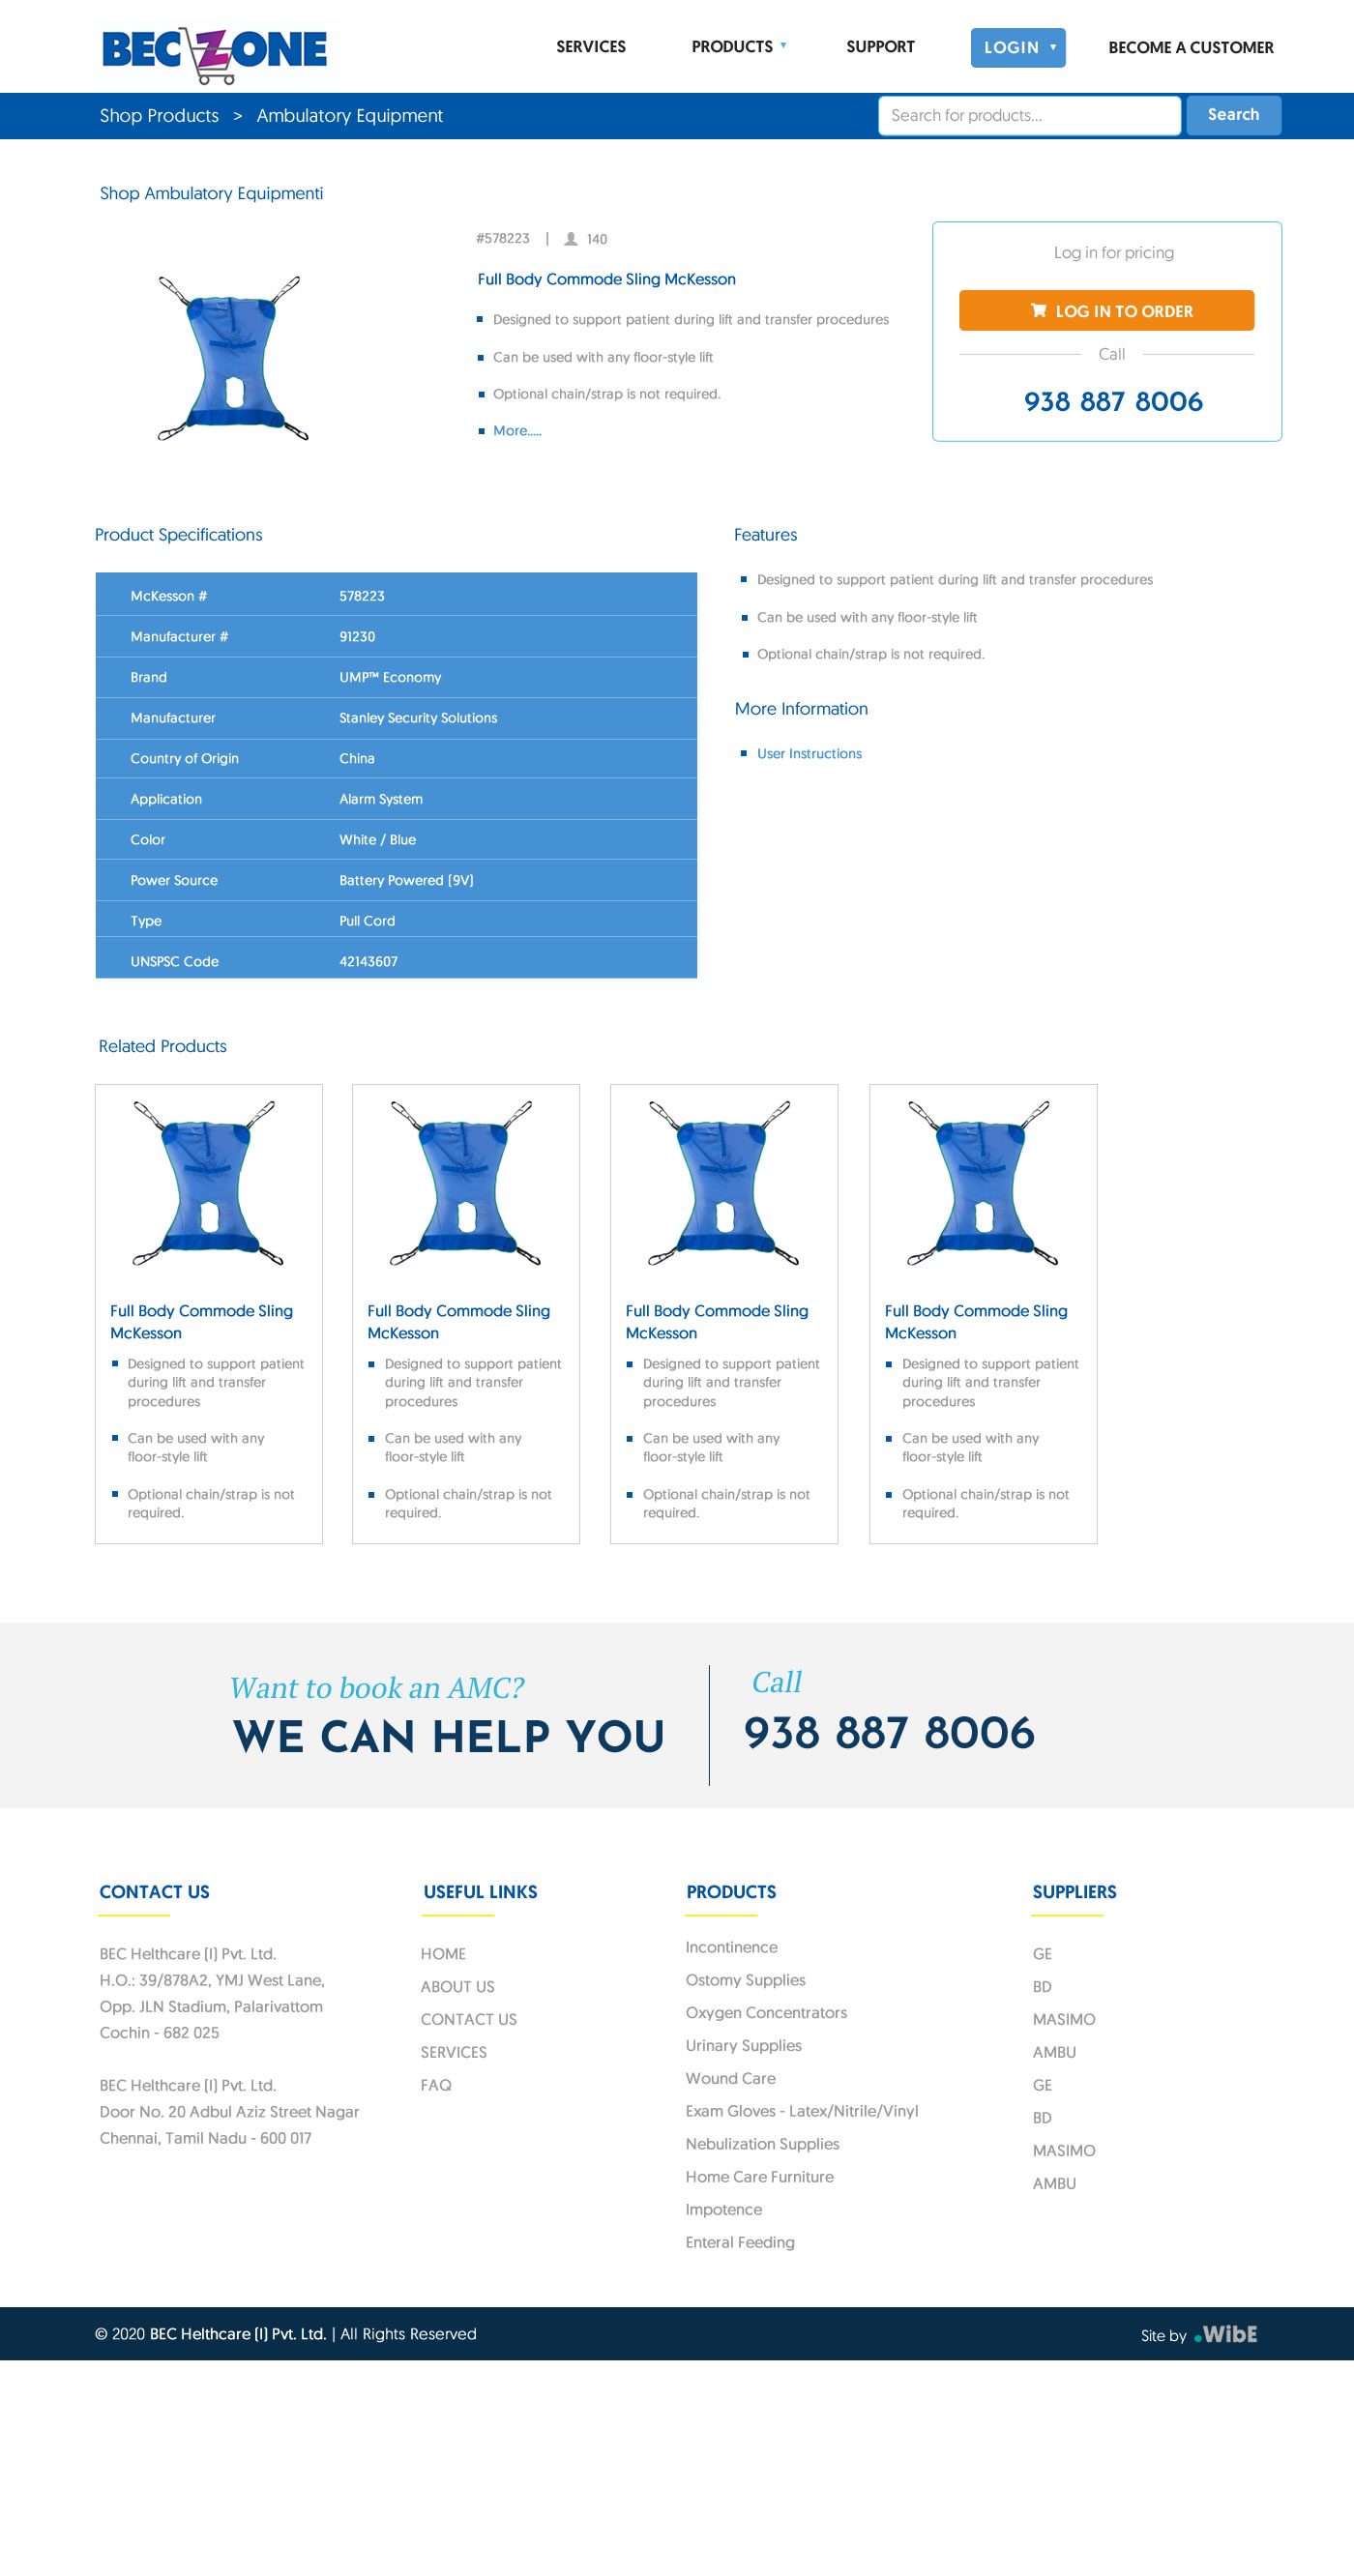 BEC ZONE
SERVICES
PRODUCTS
SUPPORT
LOGIN
BECOME A CUSTOMER
Shop Products > Ambulatory Equipment
Search for products...
Search
Shop Ambulatory Equipmenti
#578223 | 140
Full Body Commode Sling McKesson
Designed to support patient during lift and transfer procedures
Can be used with any floor-style lift
Optional chain/strap is not required.
More.....
Log in for pricing
LOG IN TO ORDER
Call
938 887 8006
Product Specifications
McKesson # 578223
Manufacturer # 91230
Brand UMP™ Economy
Manufacturer Stanley Security Solutions
Country of Origin China
Application Alarm System
Color White / Blue
Power Source Battery Powered (9V)
Type Pull Cord
UNSPSC Code 42143607
Features
Designed to support patient during lift and transfer procedures
Can be used with any floor-style lift
Optional chain/strap is not required.
More Information
User Instructions
Related Products
Full Body Commode Sling
McKesson
Designed to support patient
during lift and transfer
procedures
Can be used with any
floor-style lift
Optional chain/strap is not
required.
Full Body Commode Sling
McKesson
Designed to support patient
during lift and transfer
procedures
Can be used with any
floor-style lift
Optional chain/strap is not
required.
Full Body Commode Sling
McKesson
Designed to support patient
during lift and transfer
procedures
Can be used with any
floor-style lift
Optional chain/strap is not
required.
Full Body Commode Sling
McKesson
Designed to support patient
during lift and transfer
procedures
Can be used with any
floor-style lift
Optional chain/strap is not
required.
Want to book an AMC?
WE CAN HELP YOU
Call
938 887 8006
CONTACT US
BEC Helthcare (I) Pvt. Ltd.
H.O.: 39/878A2, YMJ West Lane,
Opp. JLN Stadium, Palarivattom
Cochin - 682 025
BEC Helthcare (I) Pvt. Ltd.
Door No. 20 Adbul Aziz Street Nagar
Chennai, Tamil Nadu - 600 017
USEFUL LINKS
HOME
ABOUT US
CONTACT US
SERVICES
FAQ
PRODUCTS
Incontinence
Ostomy Supplies
Oxygen Concentrators
Urinary Supplies
Wound Care
Exam Gloves - Latex/Nitrile/Vinyl
Nebulization Supplies
Home Care Furniture
Impotence
Enteral Feeding
SUPPLIERS
GE
BD
MASIMO
AMBU
GE
BD
MASIMO
AMBU
© 2020 BEC Helthcare (I) Pvt. Ltd. | All Rights Reserved
Site by .WibE